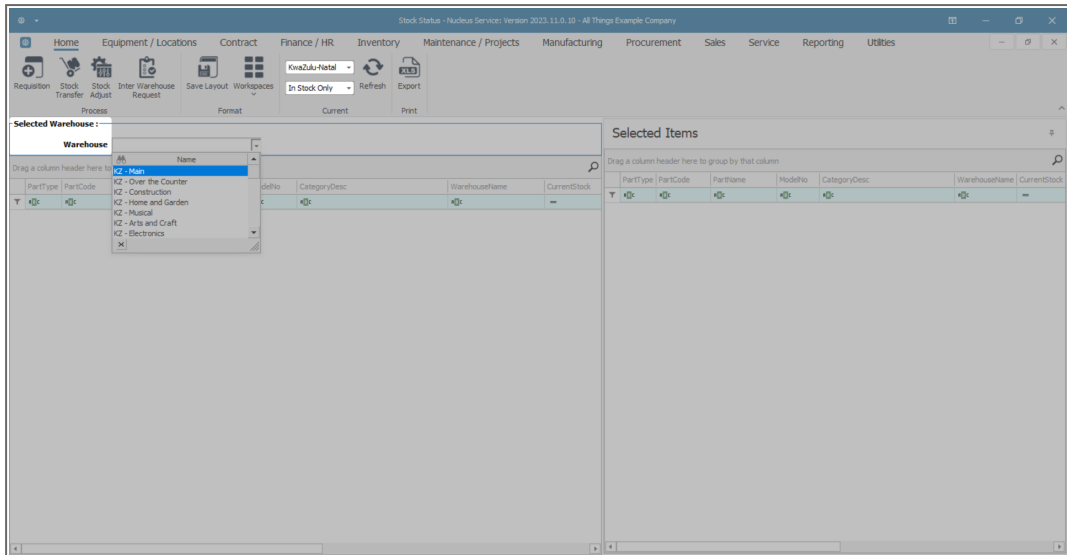 Stock Status - Nucleus Service: Version 2023.11.0.10 - All Things Example Company
Home Equipment / Locations Contract Finance / HR Inventory Maintenance / Projects Manufacturing Procurement Sales Service Reporting Utilities
Requisition Stock Transfer Stock Adjust Inter Warehouse Request Save Layout Workspaces KwaZulu-Natal In Stock Only Refresh XLS Export
Process Format Current Print
Selected Warehouse :
Warehouse
Name
KZ - Main
KZ - Over the Counter
KZ - Construction
KZ - Home and Garden
KZ - Musical
KZ - Arts and Craft
KZ - Electronics
Drag a column header here to
PartType PartCode delNo CategoryDesc WarehouseName CurrentStock
Selected Items
Drag a column header here to group by that column
PartType PartCode PartName ModelNo CategoryDesc WarehouseName CurrentStock